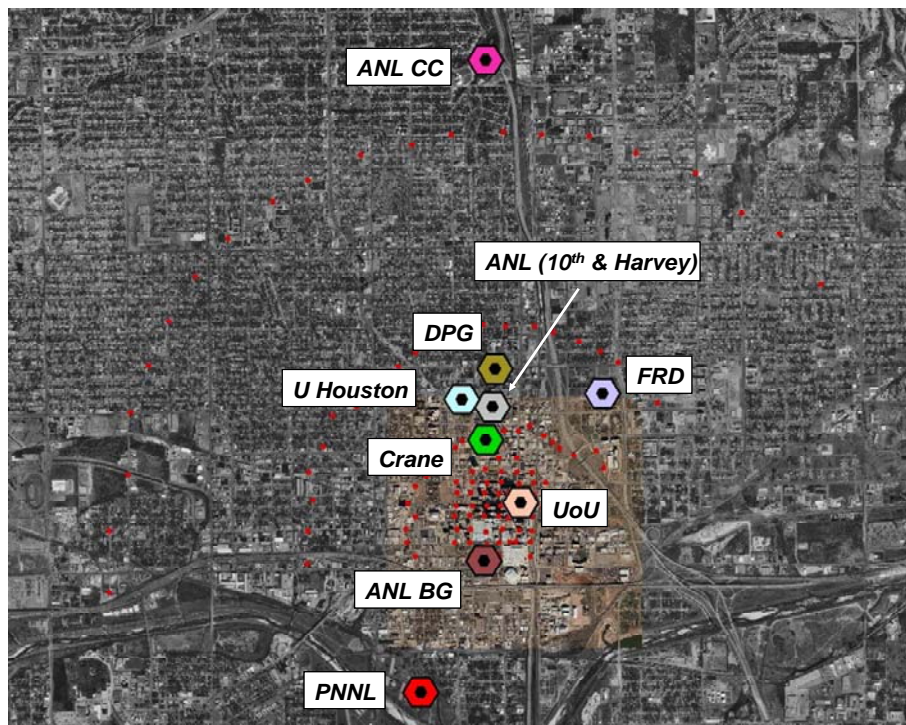 ANL CC
ANL (10th & Harvey)
DPG
FRD
U Houston
Crane
UoU
ANL BG
PNNL